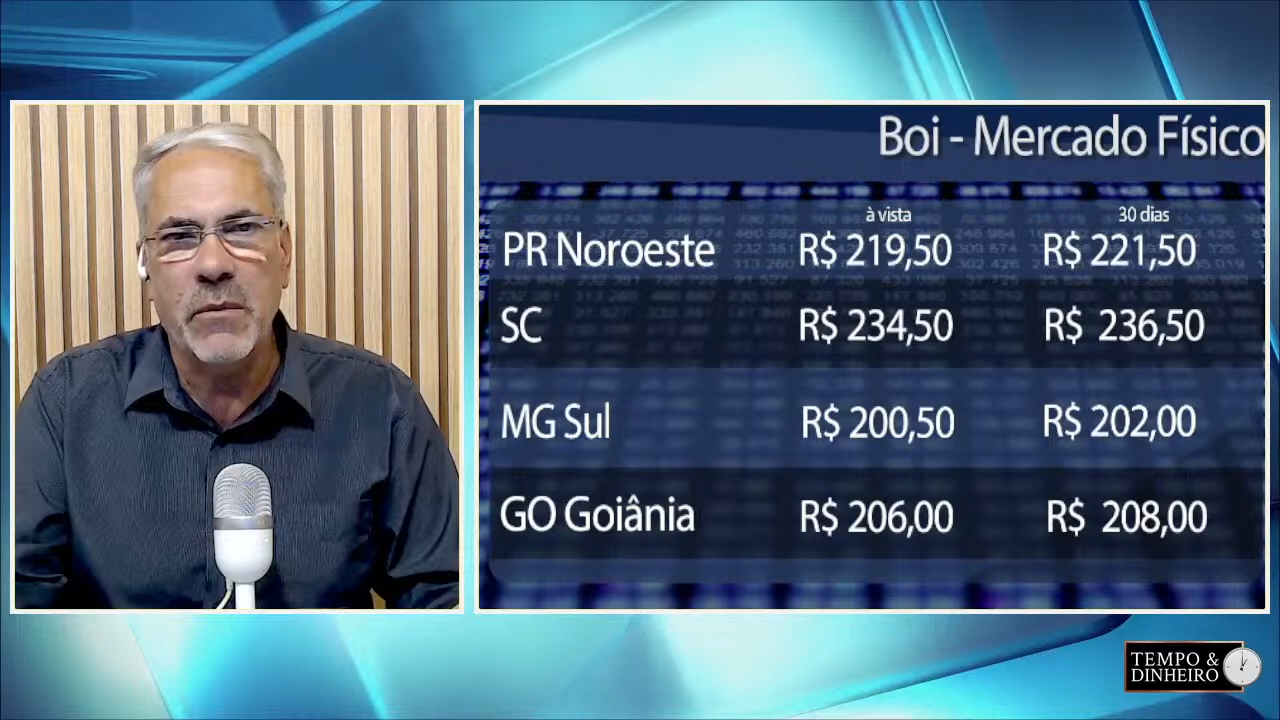 Boi - Mercado Físico
à vista 30 dias
PR Noroeste R$ 219,50 R$ 221,50
SC R$ 234,50 R$ 236,50
MG Sul R$ 200,50 R$ 202,00
GO Goiânia R$ 206,00 R$ 208,00
TEMPO &
DINHEIRO